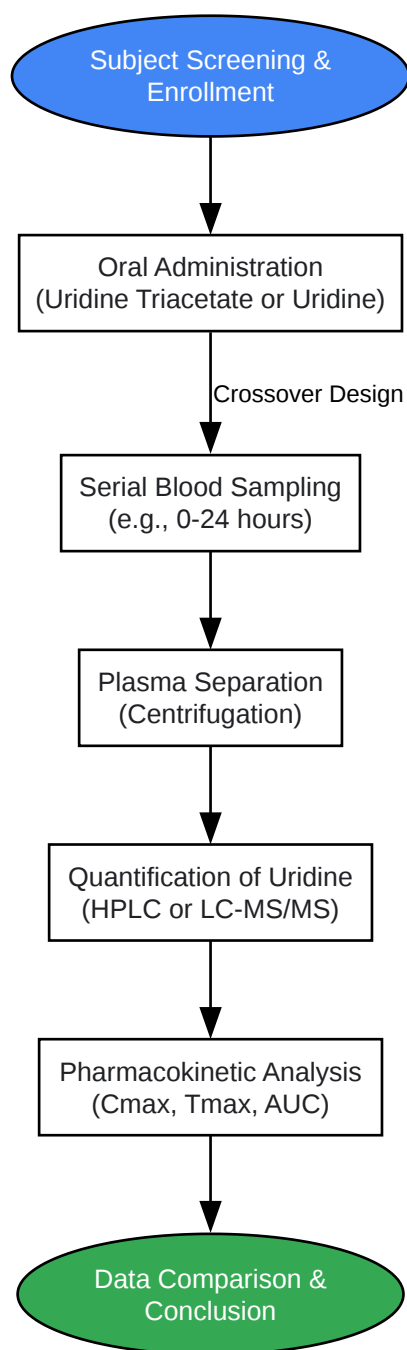 Subject Screening &
Enrollment
Oral Administration
(Uridine Triacetate or Uridine)
Crossover Design
Serial Blood Sampling
(e.g., 0-24 hours)
Plasma Separation
(Centrifugation)
Quantification of Uridine
(HPLC or LC-MS/MS)
Pharmacokinetic Analysis
(Cmax, Tmax, AUC)
Data Comparison &
Conclusion